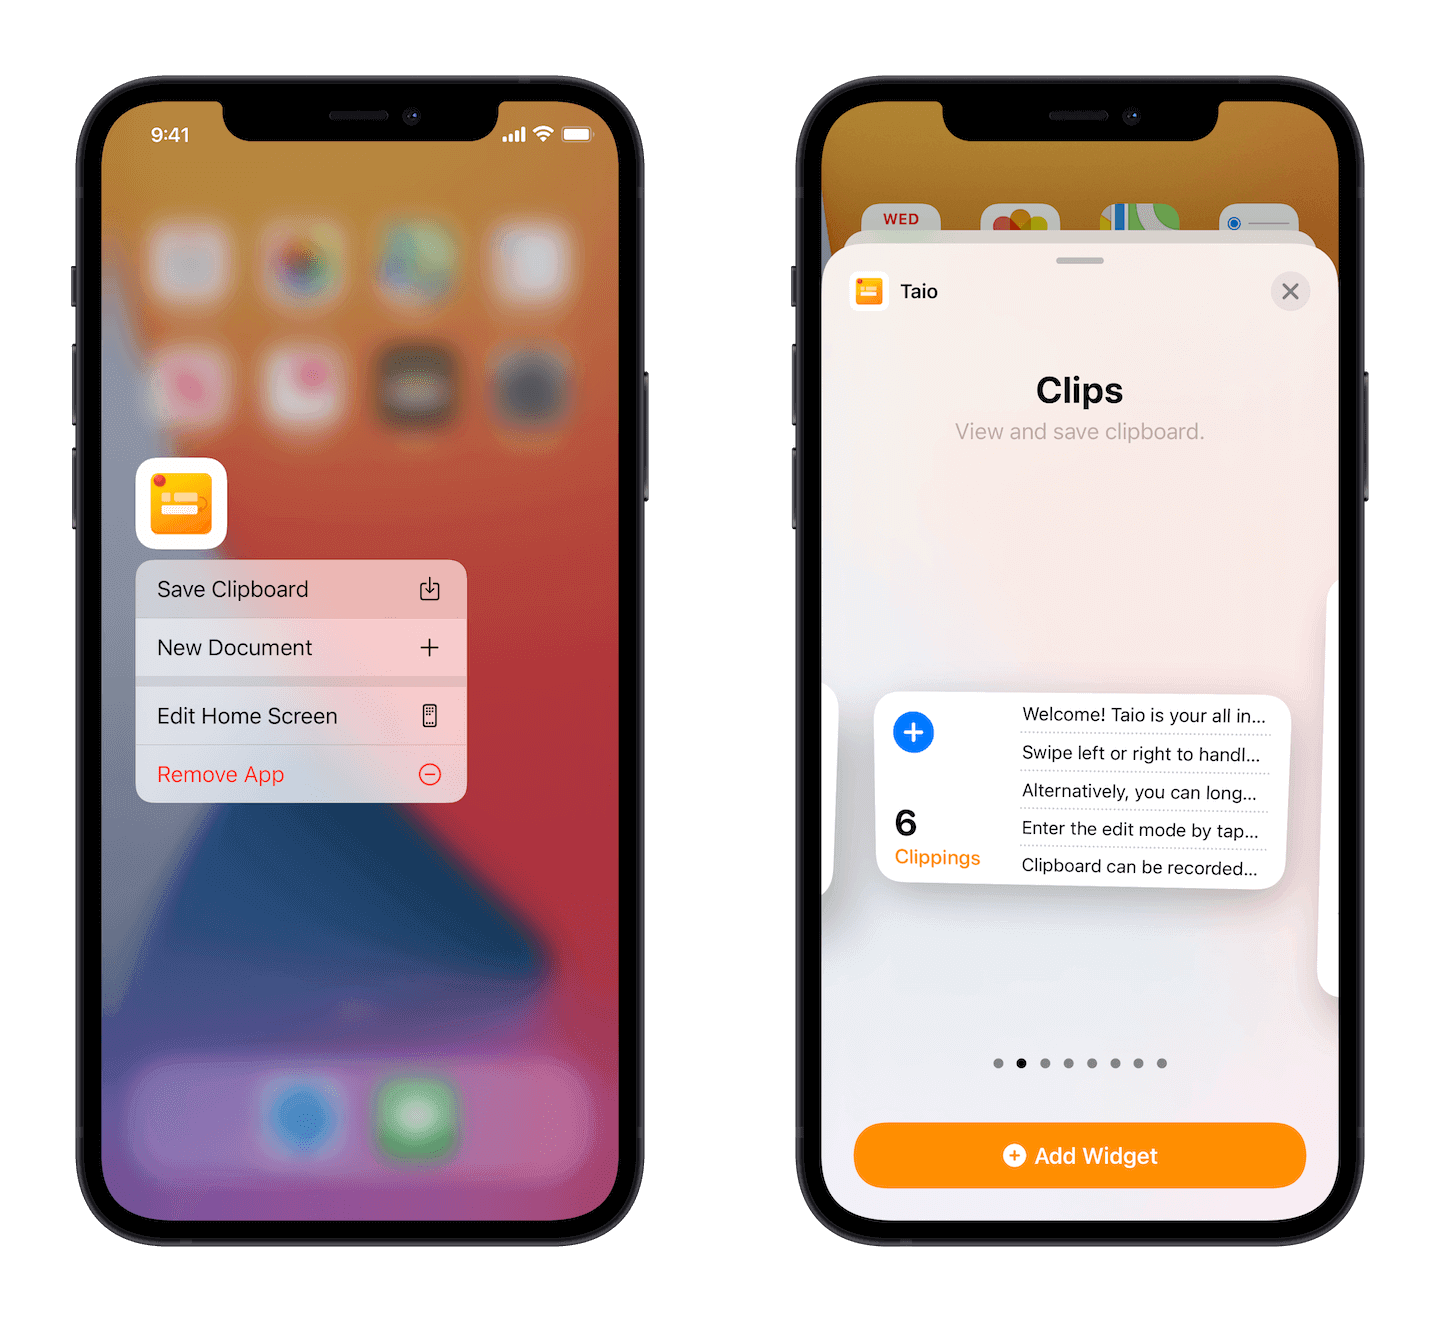 9:41
Save Clipboard
New Document
Edit Home Screen
Remove App
WED
Taio
Clips
View and save clipboard.
6
Clippings
Welcome! Taio is your all in...
Swipe left or right to handl...
Alternatively, you can long...
Enter the edit mode by tap...
Clipboard can be recorded...
Add Widget